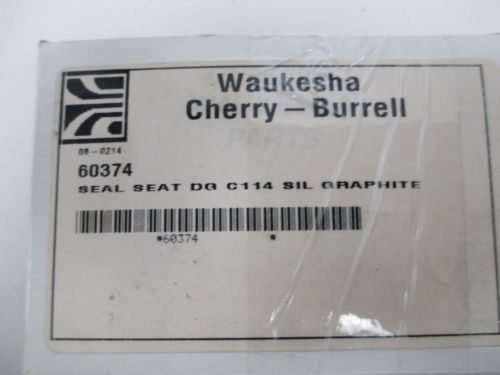 Waukesha
Cherry–Burrell
PARTS
08-0214
60374
SEAL SEAT DG C114 SIL GRAPHITE
*60374 *